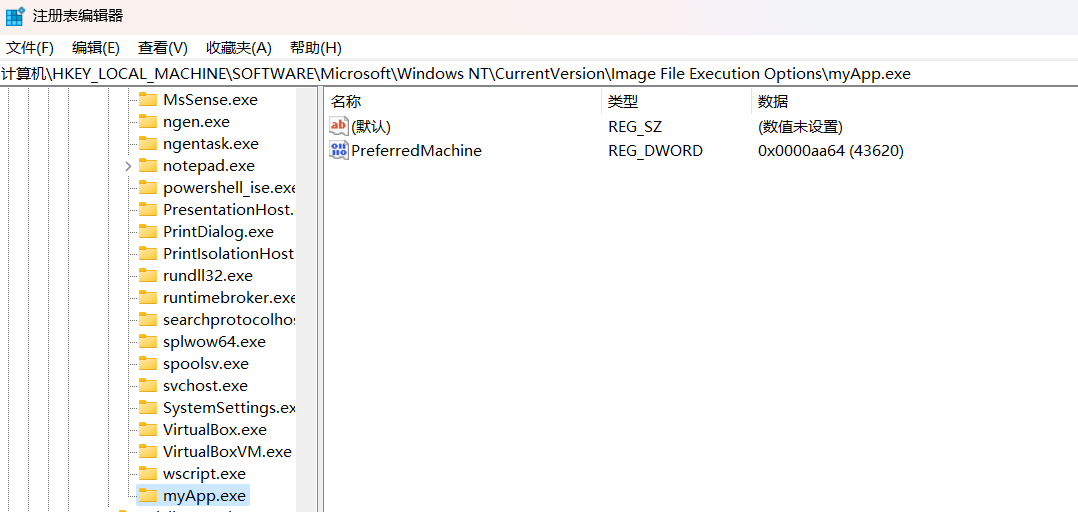 注册表编辑器
文件(F) 编辑(E) 查看(V) 收藏夹(A) 帮助(H)
计算机\HKEY_LOCAL_MACHINE\SOFTWARE\Microsoft\Windows NT\CurrentVersion\Image File Execution Options\myApp.exe
MsSense.exe
ngen.exe
ngentask.exe
notepad.exe
powershell_ise.exe
PresentationHost.
PrintDialog.exe
PrintIsolationHost
rundll32.exe
runtimebroker.exe
searchprotocolhos
splwow64.exe
spoolsv.exe
svchost.exe
SystemSettings.ex
VirtualBox.exe
VirtualBoxVM.exe
wscript.exe
myApp.exe
名称 类型 数据
(默认) REG_SZ (数值未设置)
PreferredMachine REG_DWORD 0x0000aa64 (43620)